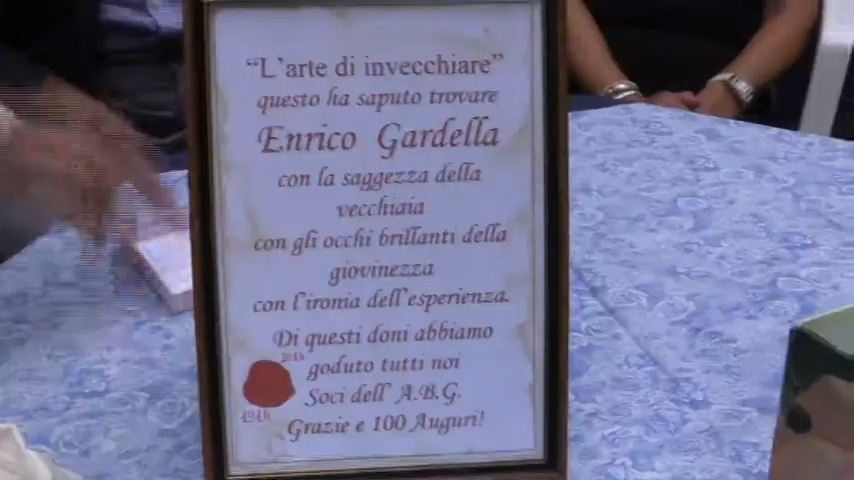 “L'arte di invecchiare”
questo ha saputo trovare
Enrico Gardella
con la saggezza della
vecchiaia
con gli occhi brillanti della
giovinezza
con l'ironia dell'esperienza
Di questi doni abbiamo
goduto tutti noi
Soci dell' A.B.G.
Grazie e 100 Auguri!